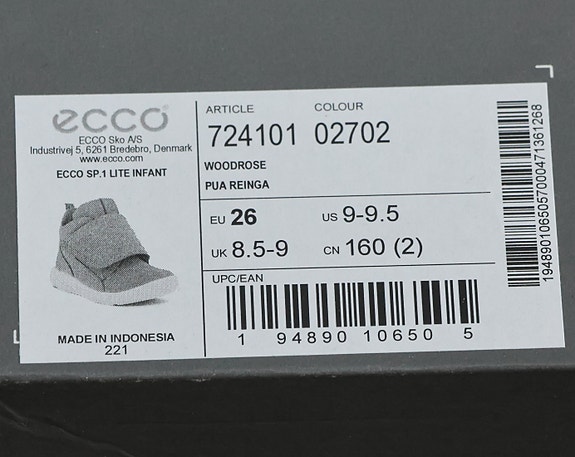 ecco
ECCO Sko A/S
Industrivej 5, 6261 Bredebro, Denmark
www.ecco.com
ECCO SP.1 LITE INFANT
MADE IN INDONESIA
221
ARTICLE COLOUR
724101 02702
WOODROSE
PUA REINGA
EU 26 US 9-9.5
UK 8.5-9 CN 160 (2)
UPC/EAN
1 94890 10650 5
1948901065057000471361268